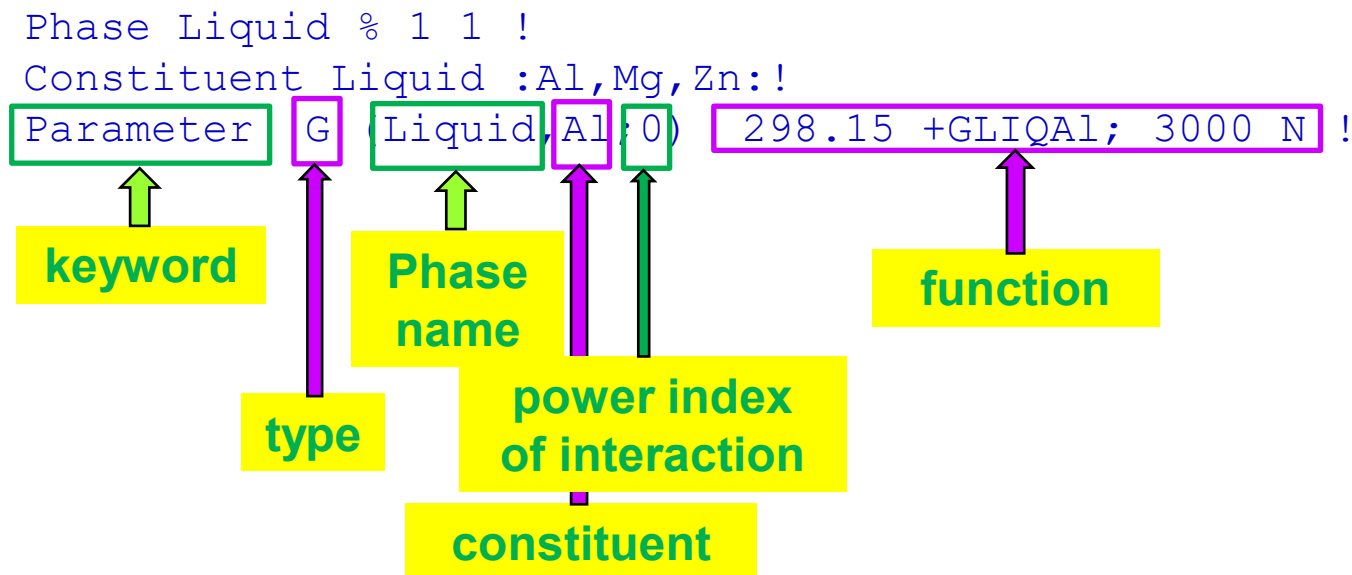 Phase Liquid % 1 1 !
Constituent Liquid :Al,Mg,Zn:!
Parameter G (Liquid,Al;0) 298.15 +GLIQAl; 3000 N !
keyword
Phase
name
function
type
power index
of interaction
constituent